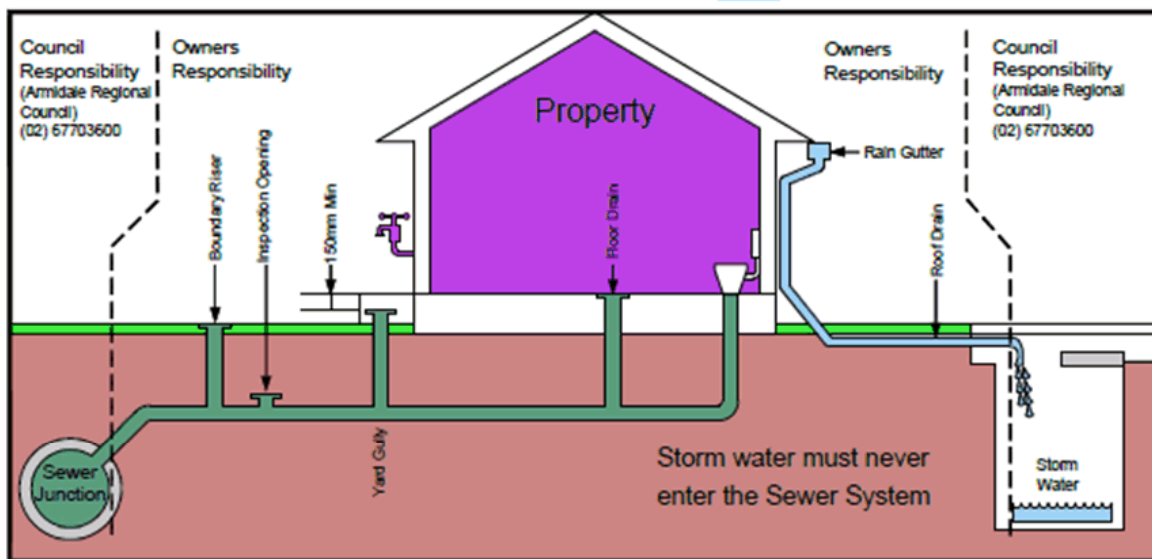 Council
Responsibility
(Armidale Regional
Council)
(02) 67703600
Owners
Responsibility
Property
Owners
Responsibility
Council
Responsibility
(Armidale Regional
Council)
(02) 67703600
Boundary Riser
Inspection Opening
150mm Min
Floor Drain
Rain Gutter
Roof Drain
Yard Gully
Sewer
Junction
Storm water must never
enter the Sewer System
Storm
Water